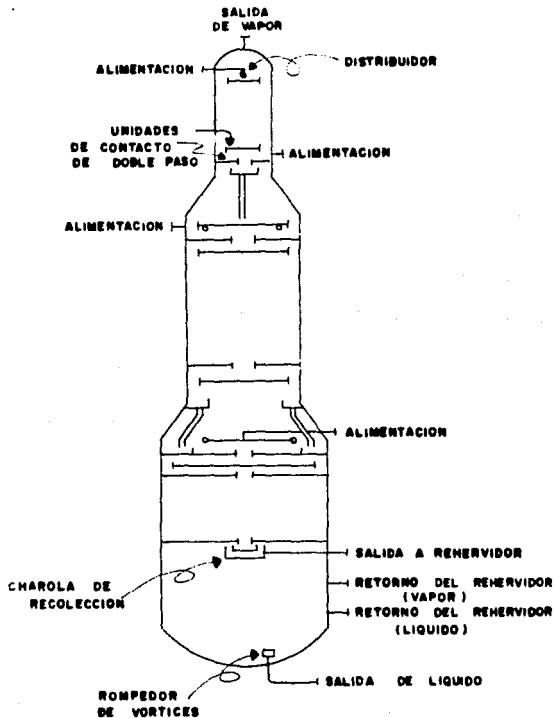 SALIDA
DE VAPOR
ALIMENTACION
DISTRIBUIDOR
UNIDADES
DE CONTACTO
DE DOBLE PASO
ALIMENTACION
ALIMENTACION
ALIMENTACION
SALIDA A REHERVIDOR
CHAROLA DE
RECOLECCION
RETORNO DEL REHERVIDOR
(VAPOR)
RETORNO DEL REHERVIDOR
(LIQUIDO)
SALIDA DE LIQUIDO
ROMPEDOR
DE VORTICES